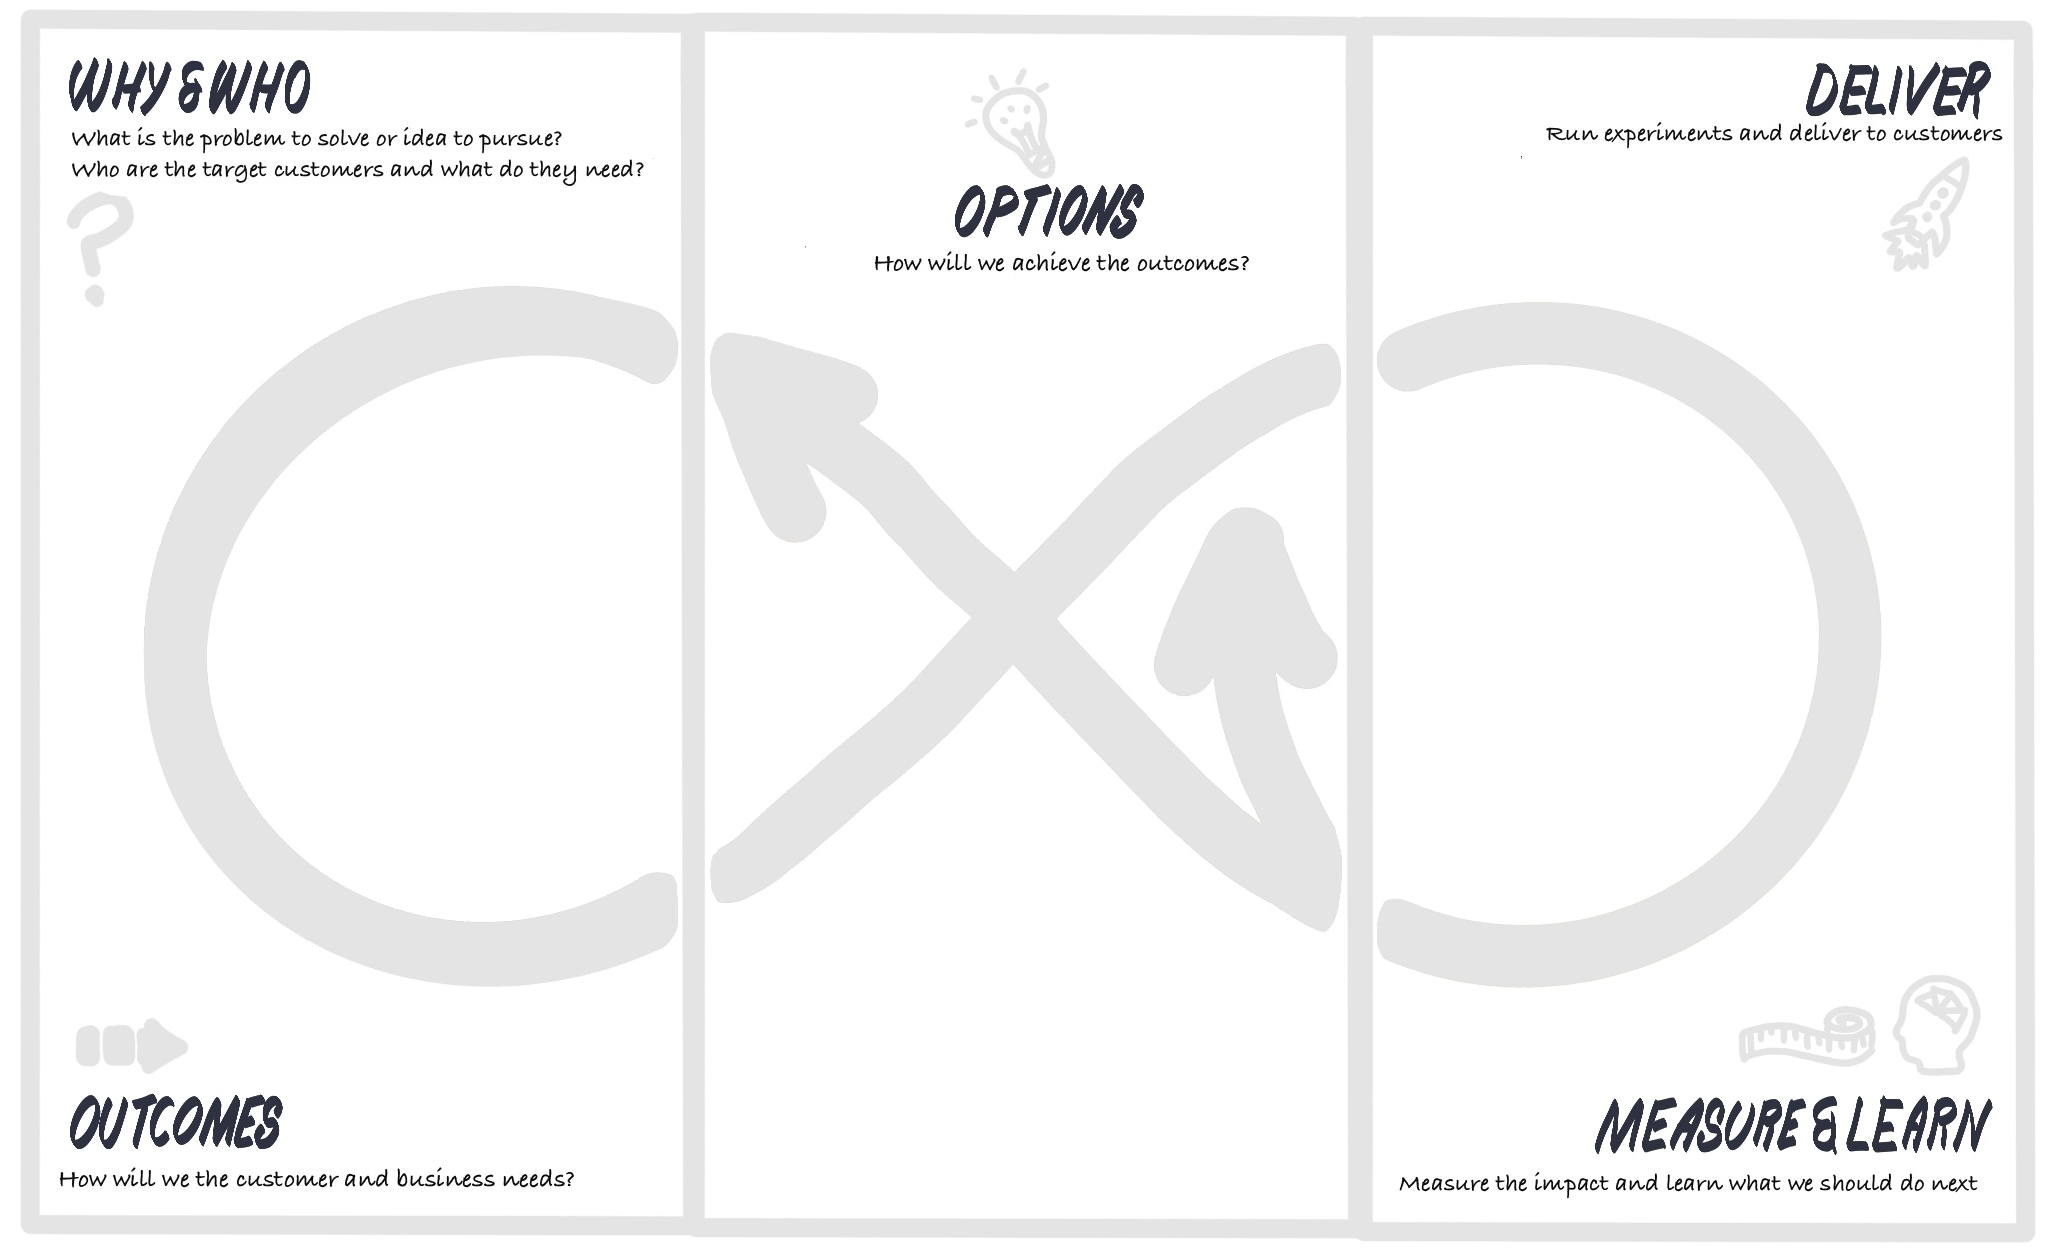 WHY & WHO
What is the problem to solve or idea to pursue?
Who are the target customers and what do they need?
OPTIONS
How will we achieve the outcomes?
DELIVER
Run experiments and deliver to customers
OUTCOMES
How will we the customer and business needs?
MEASURE & LEARN
Measure the impact and learn what we should do next